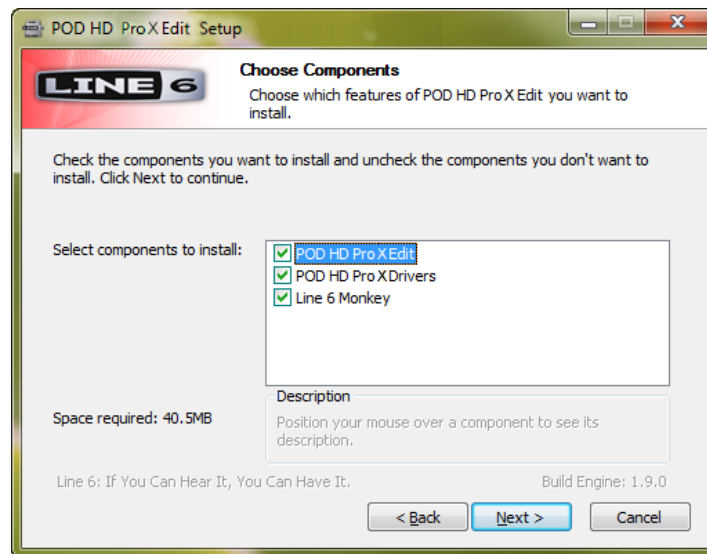 POD HD Pro X Edit Setup
LINE 6
Choose Components
Choose which features of POD HD Pro X Edit you want to
install.
Check the components you want to install and uncheck the components you don't want to
install. Click Next to continue.
Select components to install:
POD HD Pro X Edit
POD HD Pro X Drivers
Line 6 Monkey
Space required: 40.5MB
Description
Position your mouse over a component to see its
description.
Line 6: If You Can Hear It, You Can Have It.
Build Engine: 1.9.0
< Back
Next >
Cancel